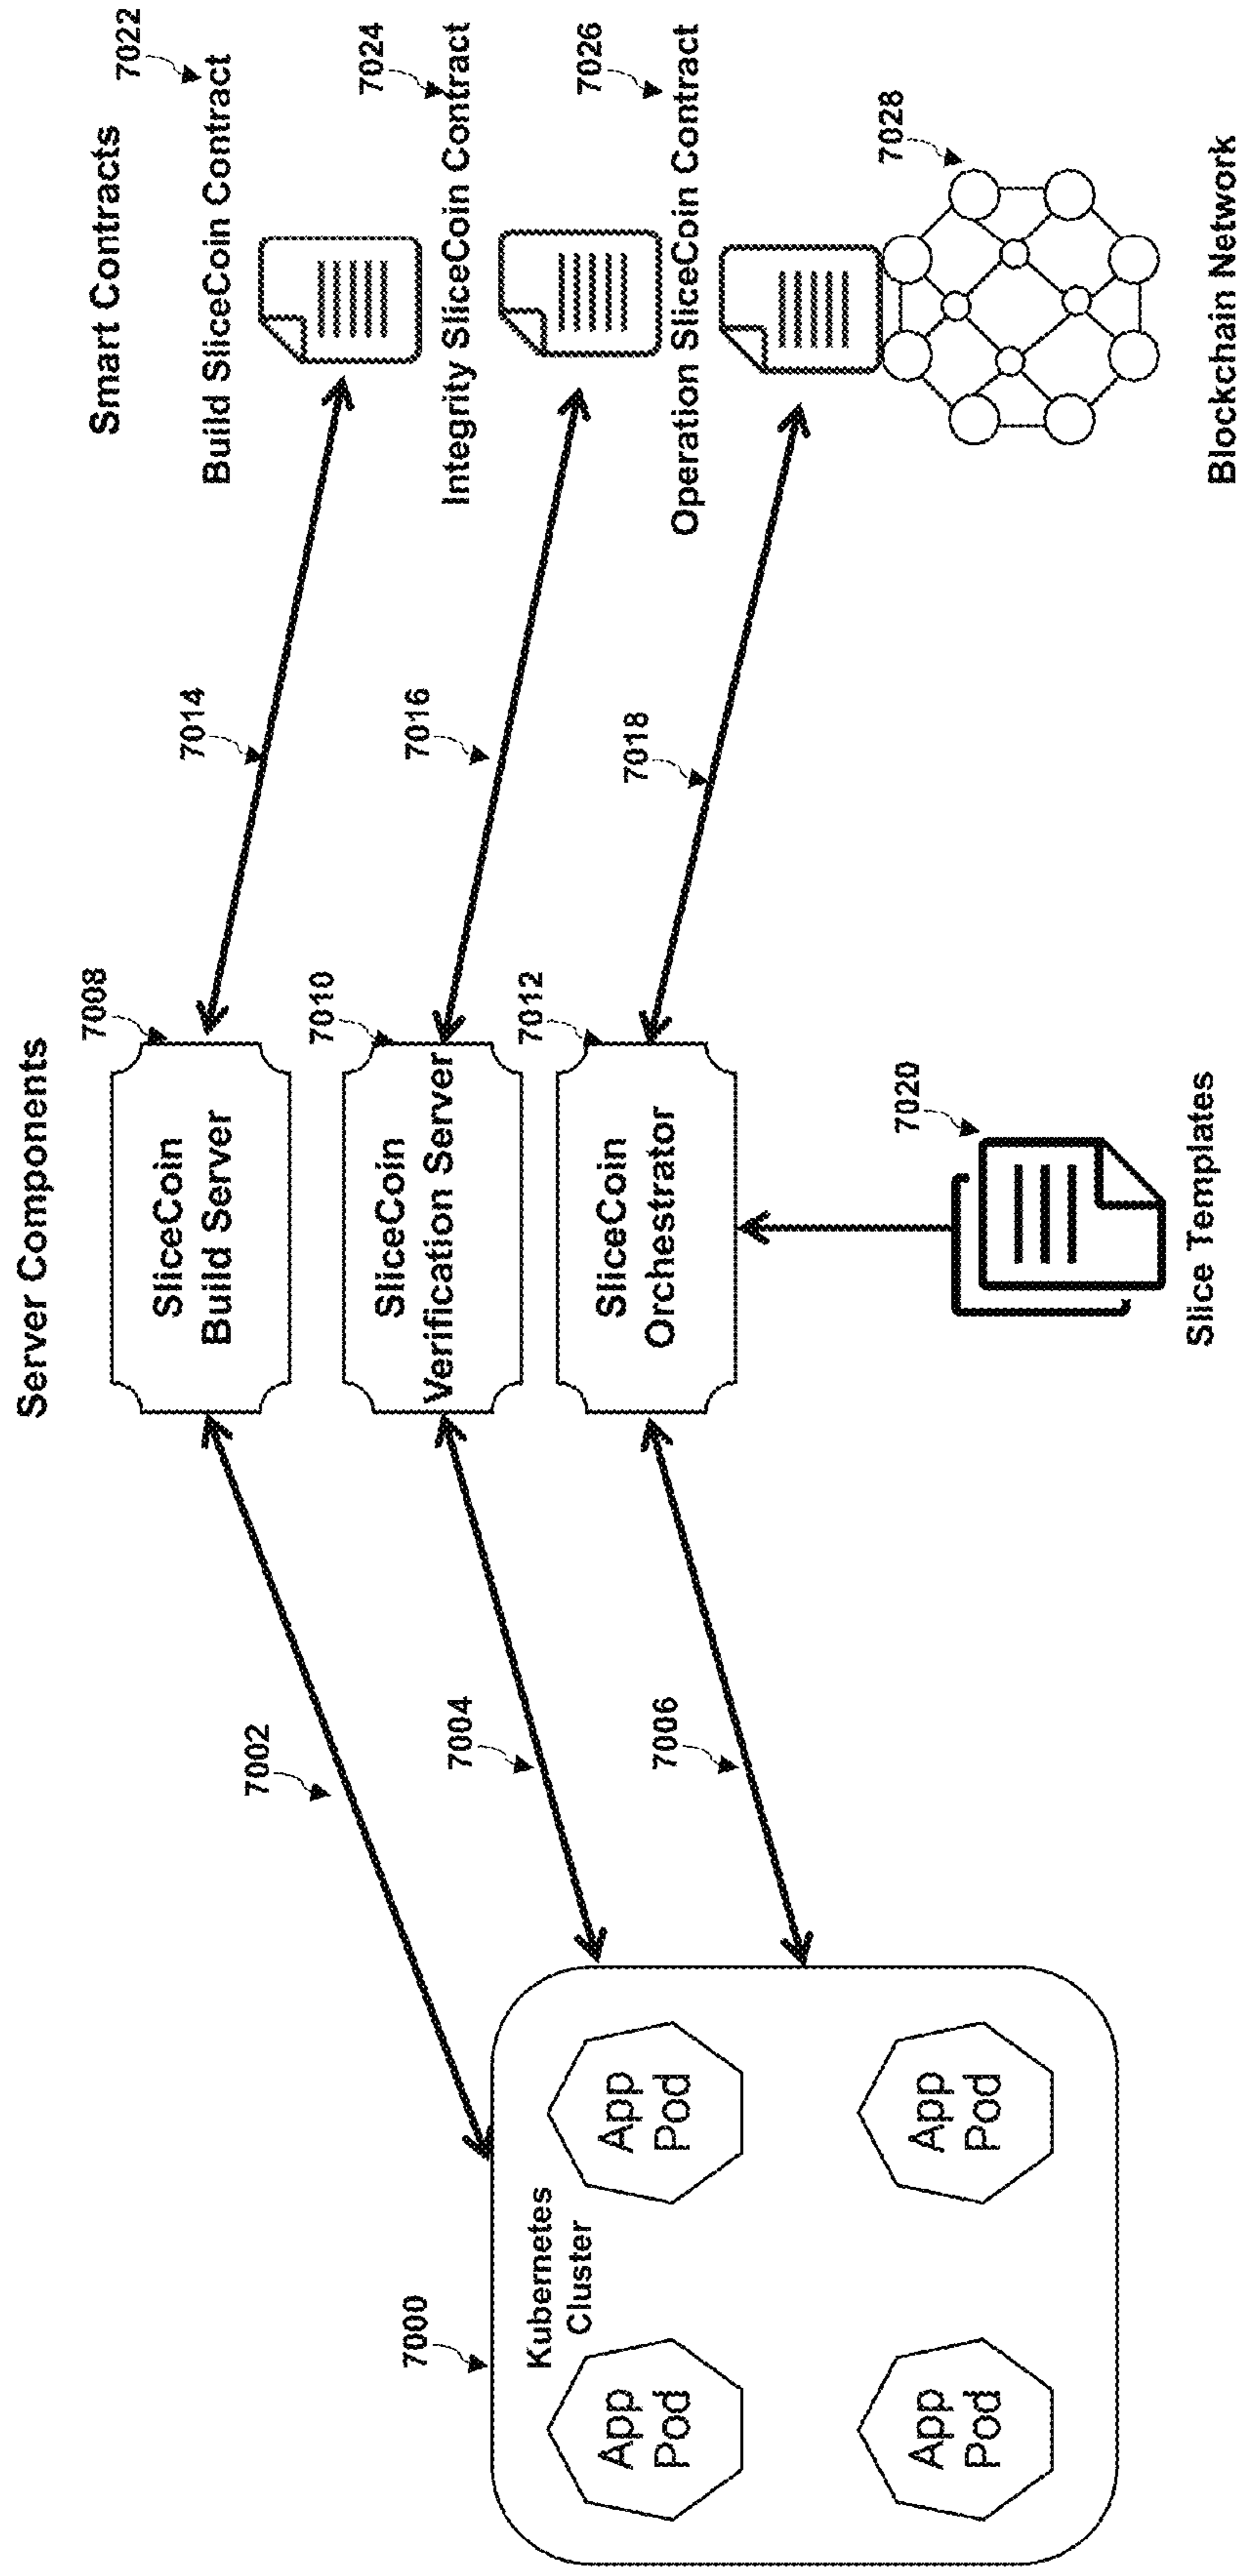 Server Components
Smart Contracts
7022
Build SliceCoin Contract
7008
SliceCoin
Build Server
7014
7002
7024
Integrity SliceCoin Contract
7010
SliceCoin
Verification Server
7016
7004
7026
Operation SliceCoin Contract
7012
SliceCoin
Orchestrator
7018
7006
7000
Kubernetes
Cluster
App
Pod
App
Pod
App
Pod
App
Pod
7020
Slice Templates
7028
Blockchain Network